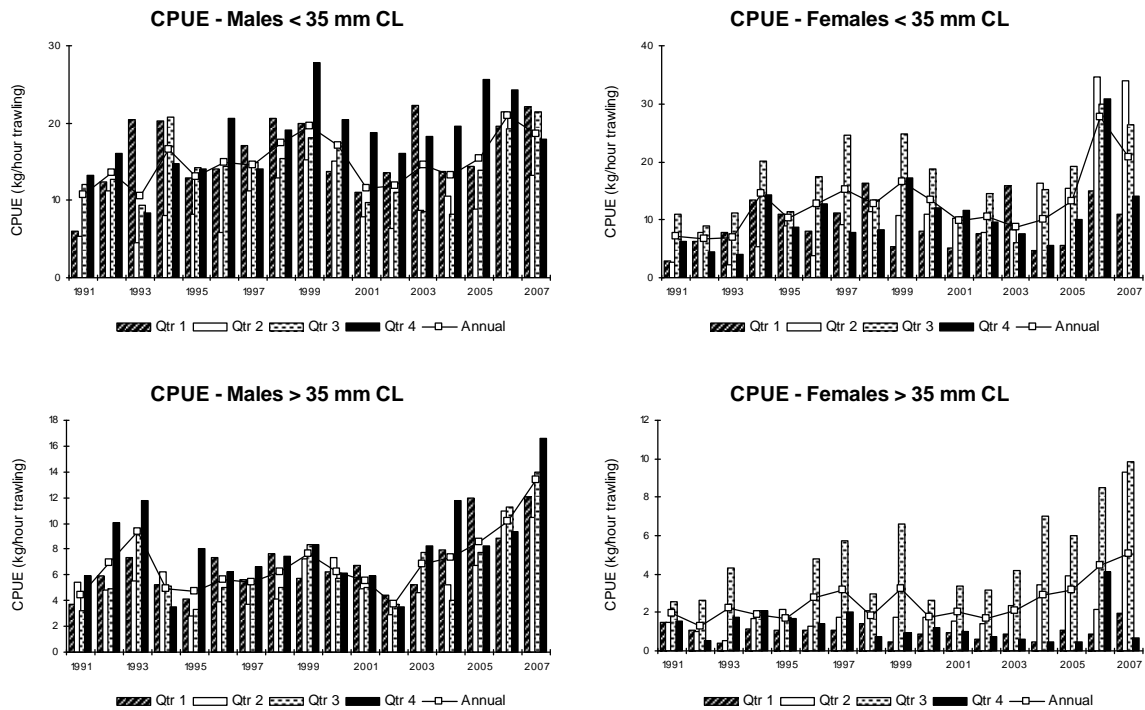 CPUE - Males < 35 mm CL
CPUE (kg/hour trawling)
30
20
10
0
1991 1993 1995 1997 1999 2001 2003 2005 2007
Qtr 1 Qtr 2 Qtr 3 Qtr 4 Annual
CPUE - Females < 35 mm CL
CPUE (kg/hour trawling)
40
30
20
10
0
1991 1993 1995 1997 1999 2001 2003 2005 2007
Qtr 1 Qtr 2 Qtr 3 Qtr 4 Annual
CPUE - Males > 35 mm CL
CPUE (kg/hour trawling)
18
16
14
12
10
8
6
4
2
0
1991 1993 1995 1997 1999 2001 2003 2005 2007
Qtr 1 Qtr 2 Qtr 3 Qtr 4 Annual
CPUE - Females > 35 mm CL
CPUE (kg/hour trawling)
12
10
8
6
4
2
0
1991 1993 1995 1997 1999 2001 2003 2005 2007
Qtr 1 Qtr 2 Qtr 3 Qtr 4 Annual